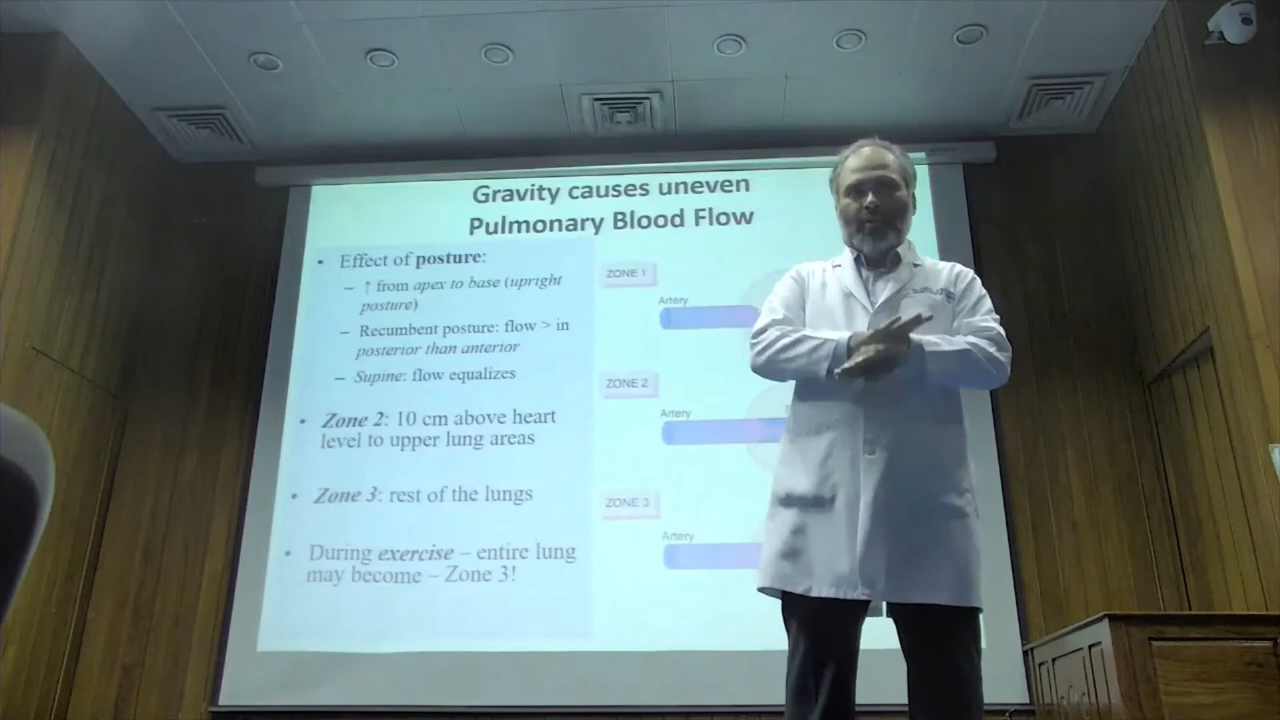 Gravity causes uneven
Pulmonary Blood Flow
• Effect of posture:
– ↑ from apex to base (upright
posture)
– Recumbent posture: flow > in
posterior than anterior
– Supine: flow equalizes
• Zone 2: 10 cm above heart
level to upper lung areas
• Zone 3: rest of the lungs
• During exercise – entire lung
may become – Zone 3!
ZONE 1
Artery
ZONE 2
Artery
ZONE 3
Artery